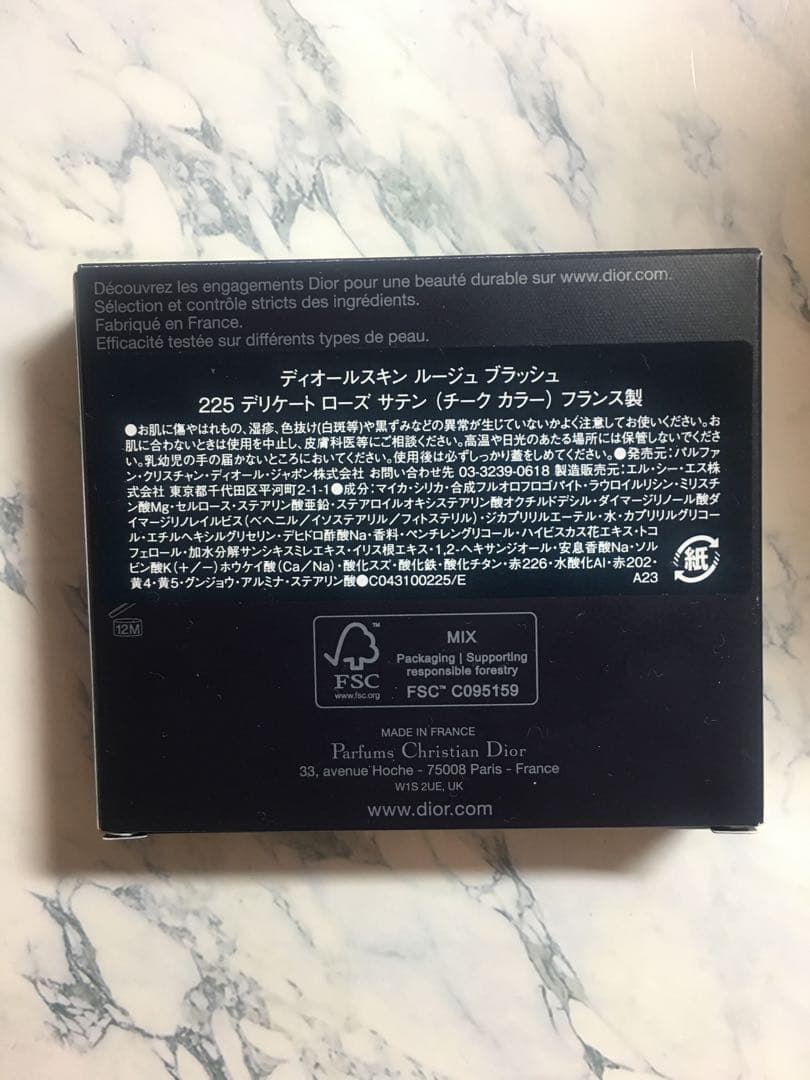 Découvrez les engagements Dior pour une beauté durable sur www.dior.com.
Sélection et contrôle stricts des ingrédients.
Fabriqué en France.
Efficacité testée sur différents types de peau.
ディオールスキン ルージュ ブラッシュ
225 デリケート ローズ サテン (チーク カラー) フランス製
●お肌に傷やはれもの、湿疹、色抜け(白斑等)や黒ずみなどの異常が生じていないかよく注意してお使いください。お
肌に合わないときは使用を中止し、皮膚科医等にご相談ください。高温や日光のあたる場所には保管しないでくださ
い。乳幼児の手の届かないところにおいてください。使用後は必ずしっかり蓋をしめてください。●発売元:パルファ
ン・クリスチャン・ディオール・ジャポン株式会社 お問い合わせ先 03-3239-0618 製造販売元:エル・シー・エス株
式会社 東京都千代田区平河町2-1-1●成分:マイカ・シリカ・合成フルオロフロゴパイト・ラウロイルリシン・ミリスチ
ン酸Mg・セルロース・ステアリン酸亜鉛・ステアロイルオキシステアリン酸オクチルドデシル・ダイマージリノール酸ダ
イマージリノレイルビス(ベヘニル/イソステアリル/フィトステリル)・ジカプリリルエーテル・水・カプリリルグリコー
ル・エチルヘキシルグリセリン・デヒドロ酢酸Na・香料・ペンチレングリコール・ハイビスカス花エキス・トコ
フェロール・加水分解サンシキスミレエキス・イリス根エキス・1,2-ヘキサンジオール・安息香酸Na・ソル
ビン酸K(+/-)ホウケイ酸(Ca/Na)・酸化スズ・酸化鉄・酸化チタン・赤226・水酸化Al・赤202・
黄4・黄5・グンジョウ・アルミナ・ステアリン酸●C043100225/E
A23
紙
12M
FSC™
www.fsc.org
MIX
Packaging | Supporting
responsible forestry
FSC™ C095159
MADE IN FRANCE
Parfums Christian Dior
33, avenue Hoche - 75008 Paris - France
W1S 2UE, UK
www.dior.com